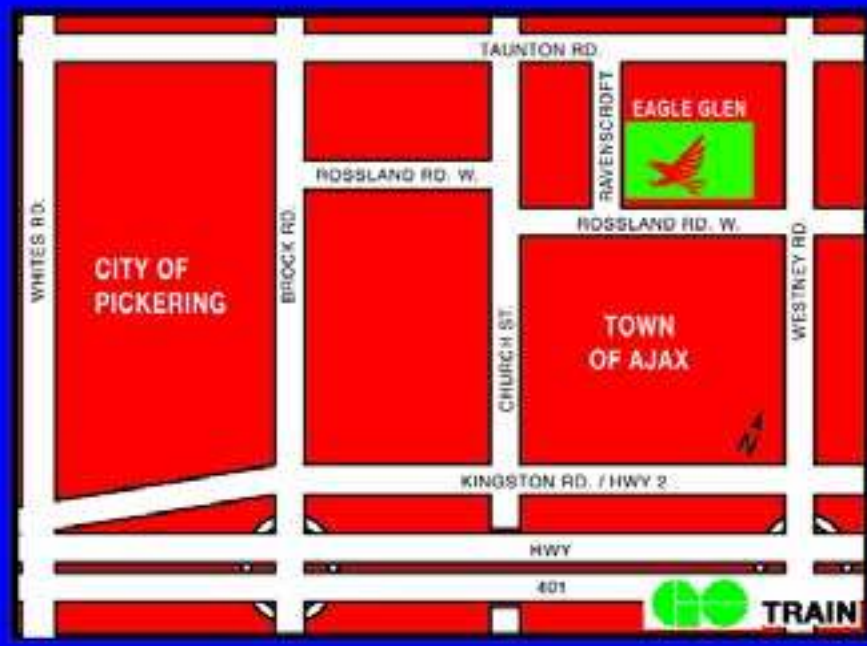 TAUNTON RD.
RAVENSCROFT
EAGLE GLEN
ROSSLAND RD. W.
ROSSLAND RD. W.
WHITES RD.
CITY OF
PICKERING
BROCK RD.
CHURCH ST.
TOWN
OF AJAX
WESTNEY RD.
N
KINGSTON RD. / HWY 2
HWY
401
GO TRAIN